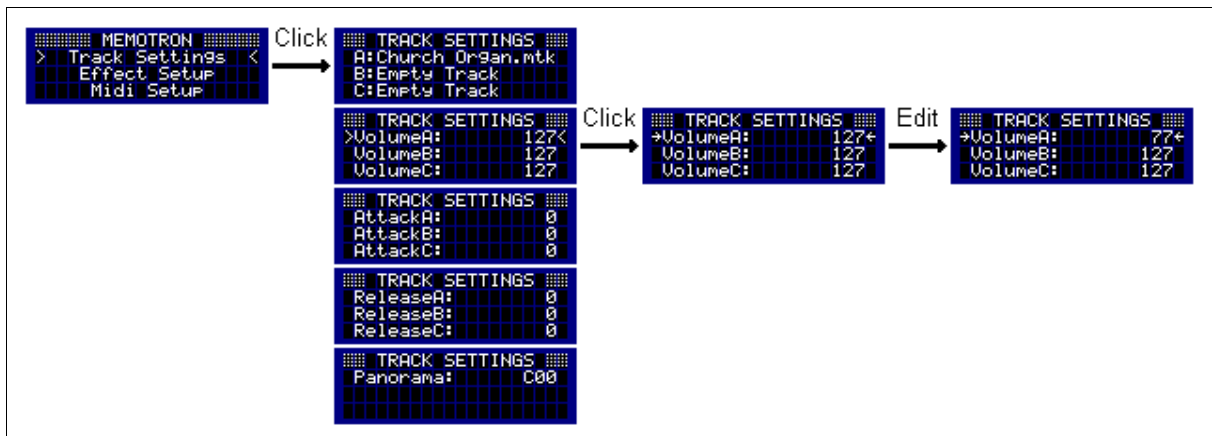 MEMOTRON
> Track Settings <
Effect Setup
Midi Setup
Click
TRACK SETTINGS
A:Church Organ.mtk
B:Empty Track
C:Empty Track
TRACK SETTINGS
>VolumeA: 127<
VolumeB: 127
VolumeC: 127
Click
TRACK SETTINGS
→VolumeA: 127←
VolumeB: 127
VolumeC: 127
Edit
TRACK SETTINGS
→VolumeA: 77←
VolumeB: 127
VolumeC: 127
TRACK SETTINGS
AttackA: 0
AttackB: 0
AttackC: 0
TRACK SETTINGS
ReleaseA: 0
ReleaseB: 0
ReleaseC: 0
TRACK SETTINGS
Panorama: C00